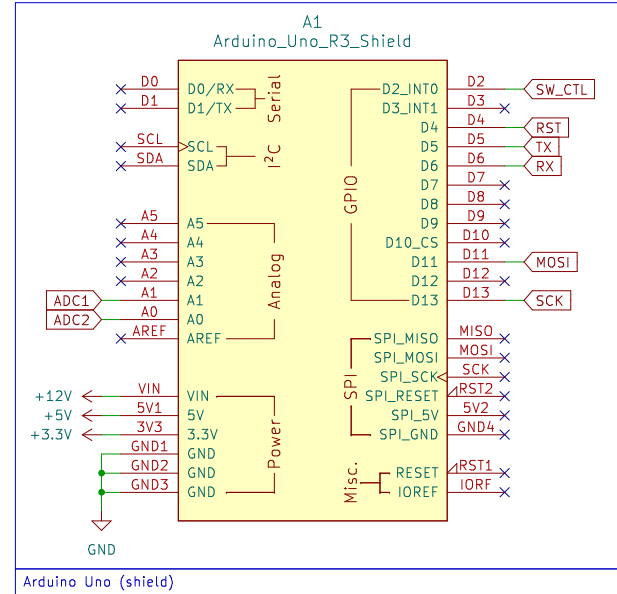 A1
Arduino_Uno_R3_Shield
D0 D0/RX
D1 D1/TX
Serial
SCL SCL
SDA SDA
I²C
A5 A5
A4 A4
A3 A3
A2 A2
ADC1 A1 A1
ADC2 A0 A0
AREF AREF
Analog
+12V VIN VIN
+5V 5V1 5V
+3.3V 3V3 3.3V
GND1 GND
GND2 GND
GND3 GND
Power
GND
D2_INT0 D2 SW_CTL
D3_INT1 D3
D4 D4 RST
D5 D5 TX
D6 D6 RX
D7 D7
D8 D8
D9 D9
D10_CS D10
D11 D11 MOSI
D12 D12
D13 D13 SCK
GPIO
SPI_MISO MISO
SPI_MOSI MOSI
SPI_SCK SCK
SPI_RESET RST2
SPI_5V 5V2
SPI_GND GND4
SPI
RESET RST1
IOREF IORF
Misc.
Arduino Uno (shield)